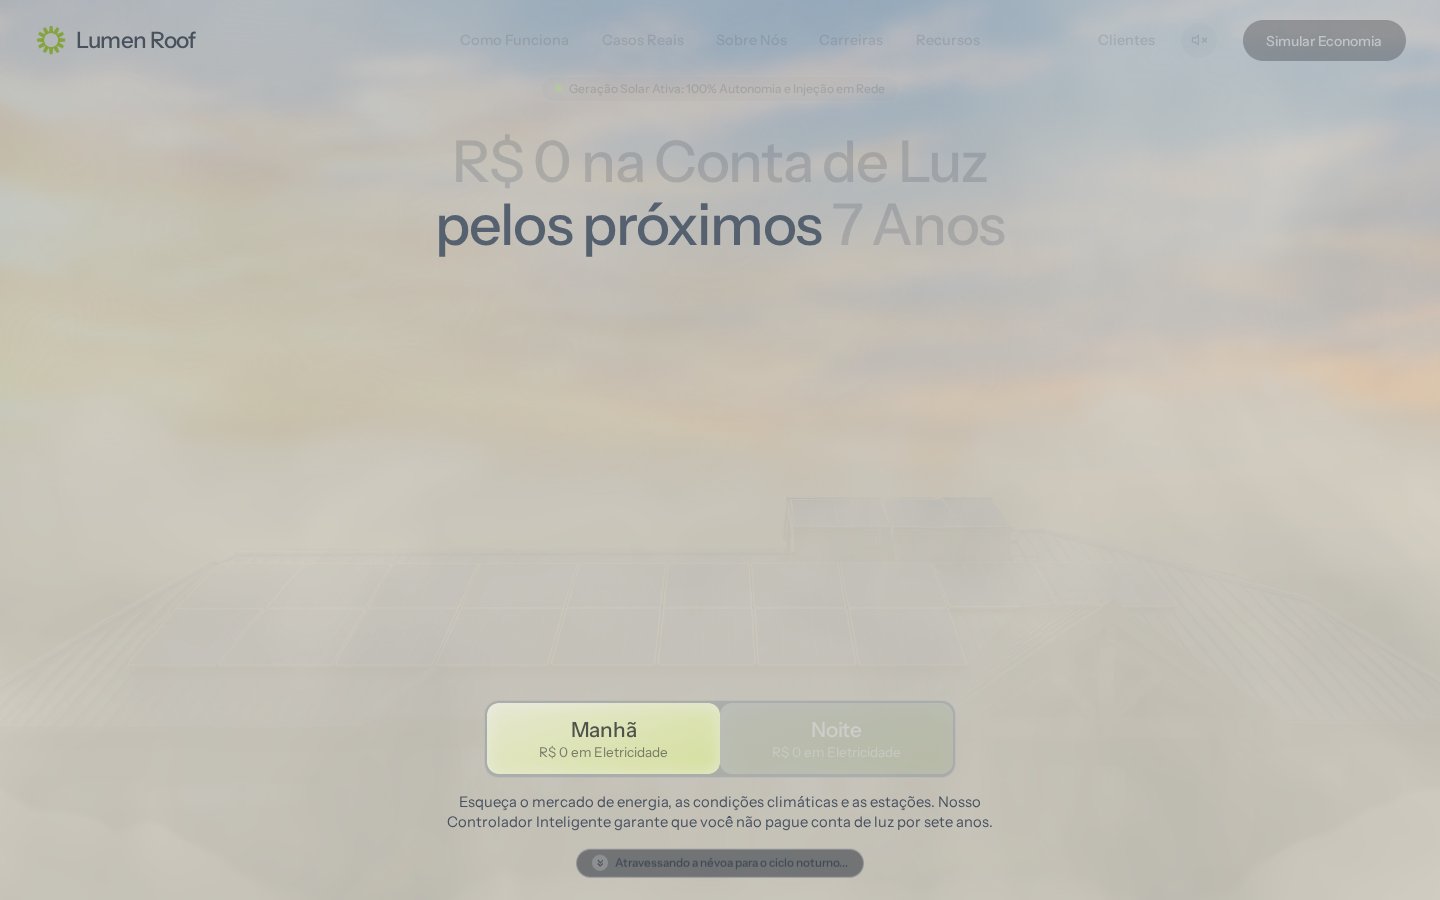 Lumen Roof
Como Funciona
Casos Reais
Sobre Nós
Carreiras
Recursos
Clientes
Simular Economia
Geração Solar Ativa: 100% Autonomia e Injeção em Rede
R$ 0 na Conta de Luz
pelos próximos 7 Anos
Manhã
R$ 0 em Eletricidade
Noite
R$ 0 em Eletricidade
Esqueça o mercado de energia, as condições climáticas e as estações. Nosso
Controlador Inteligente garante que você não pague conta de luz por sete anos.
Atravessando a névoa para o ciclo noturno...